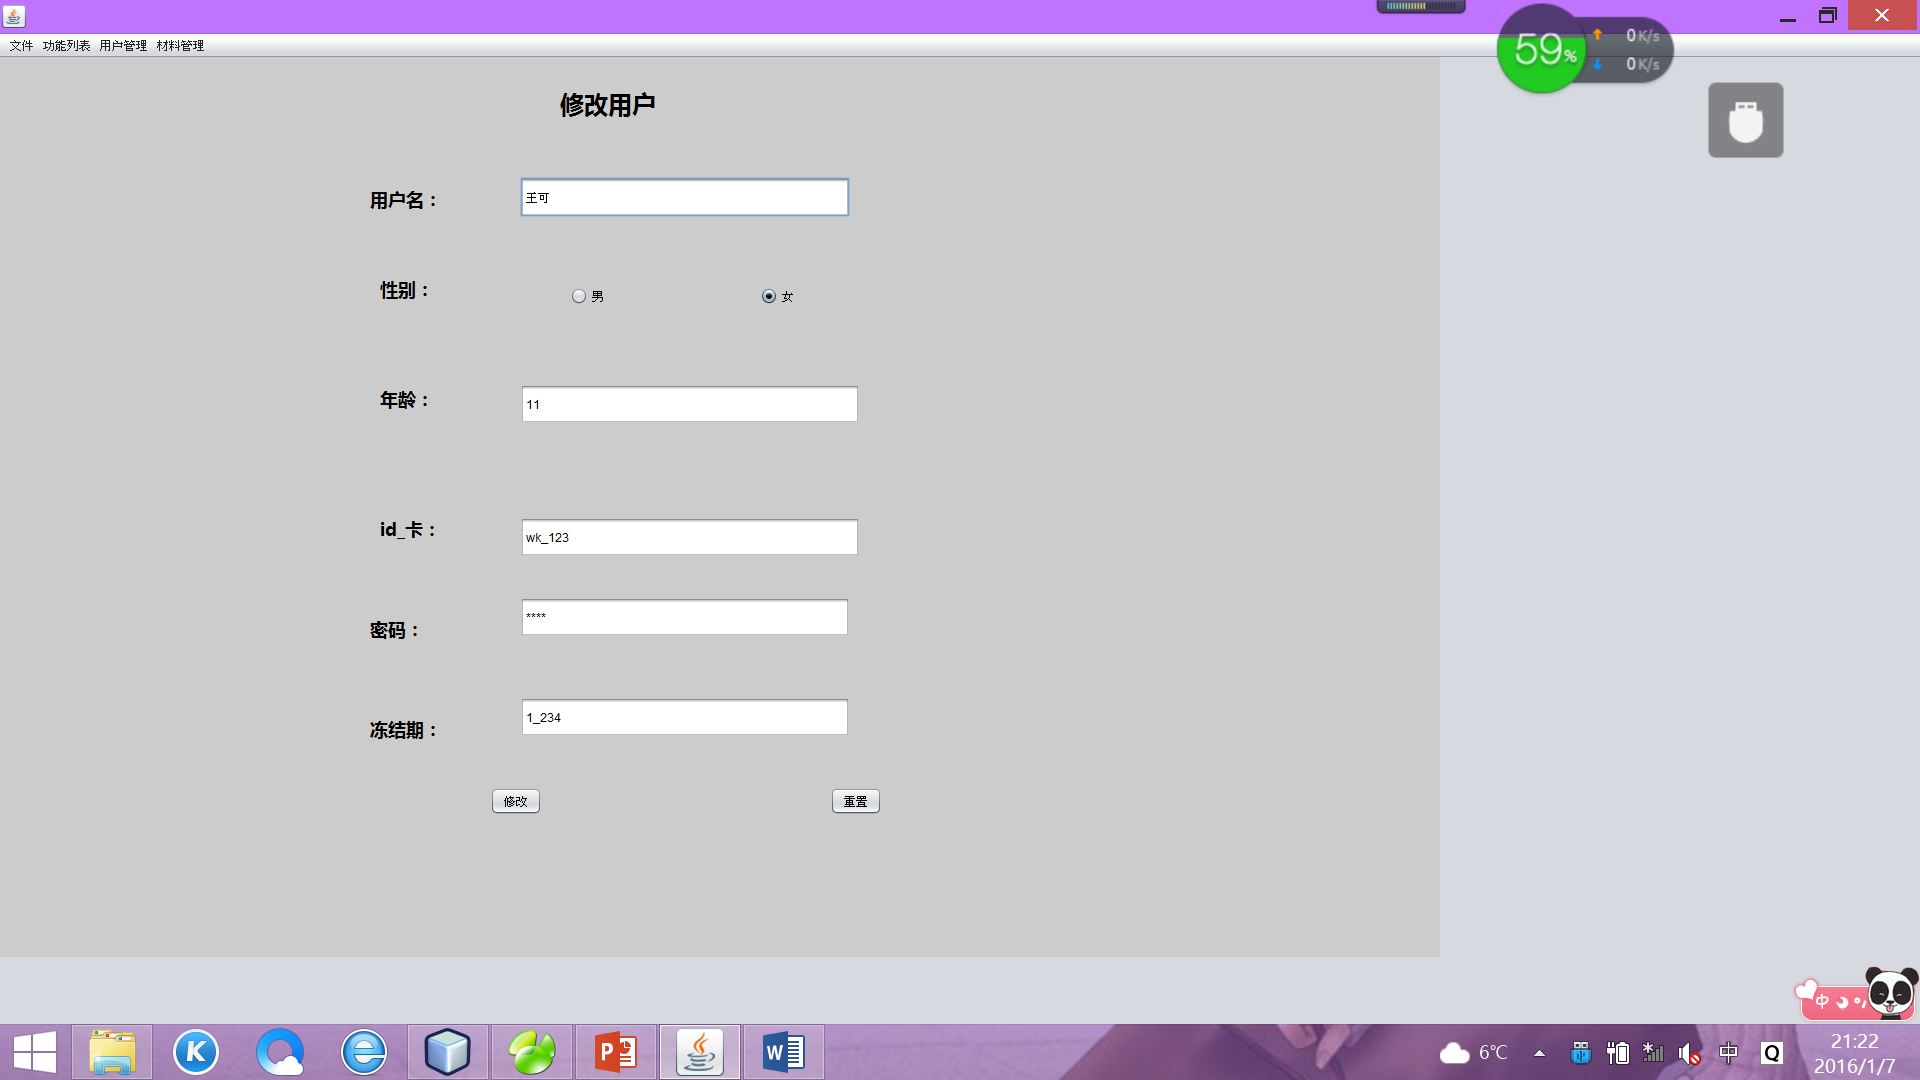 文件 功能列表 用户管理 材料管理
59%
0K/s
0K/s
修改用户
用户名：
王可
性别：
男
女
年龄：
11
id_卡：
wk_123
密码：
****
冻结期：
1_234
修改
重置
中
K
P
W
6℃
中
Q
21:22
2016/1/7